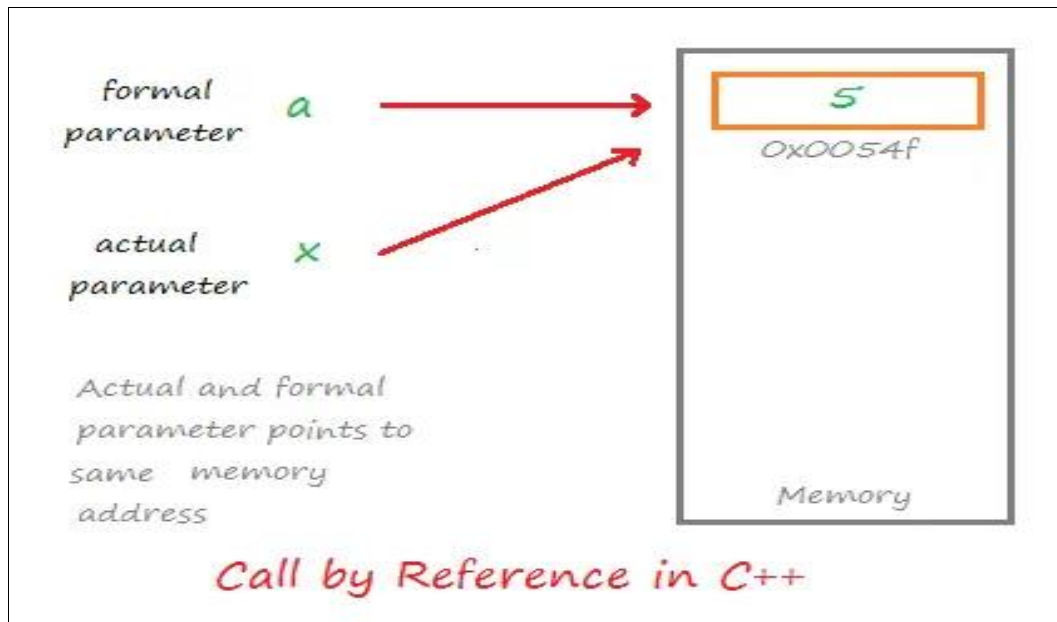 formal
parameter
a
5
0x0054f
actual
parameter
x
Actual and formal
parameter points to
same memory
address
Memory
Call by Reference in C++